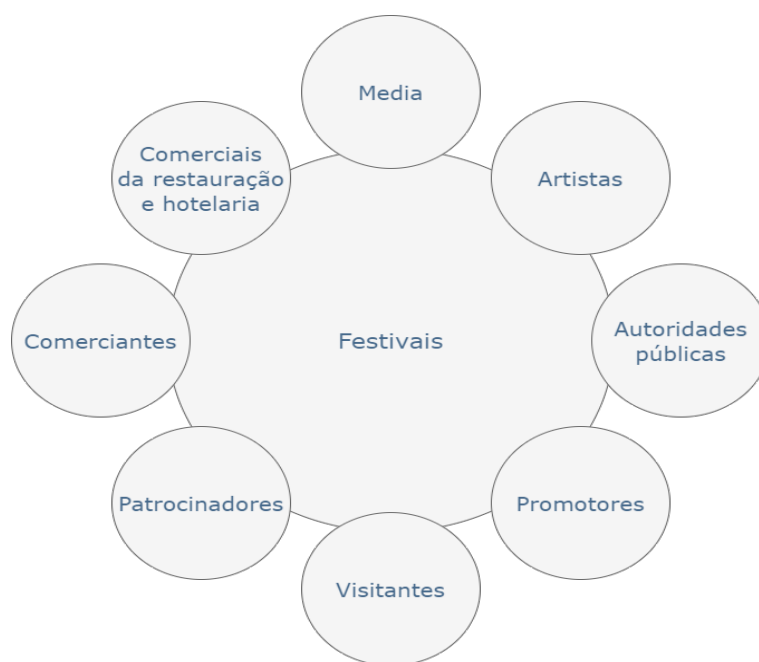 Media
Comerciais
da restauração
e hotelaria
Artistas
Comerciantes
Festivais
Autoridades
públicas
Patrocinadores
Promotores
Visitantes